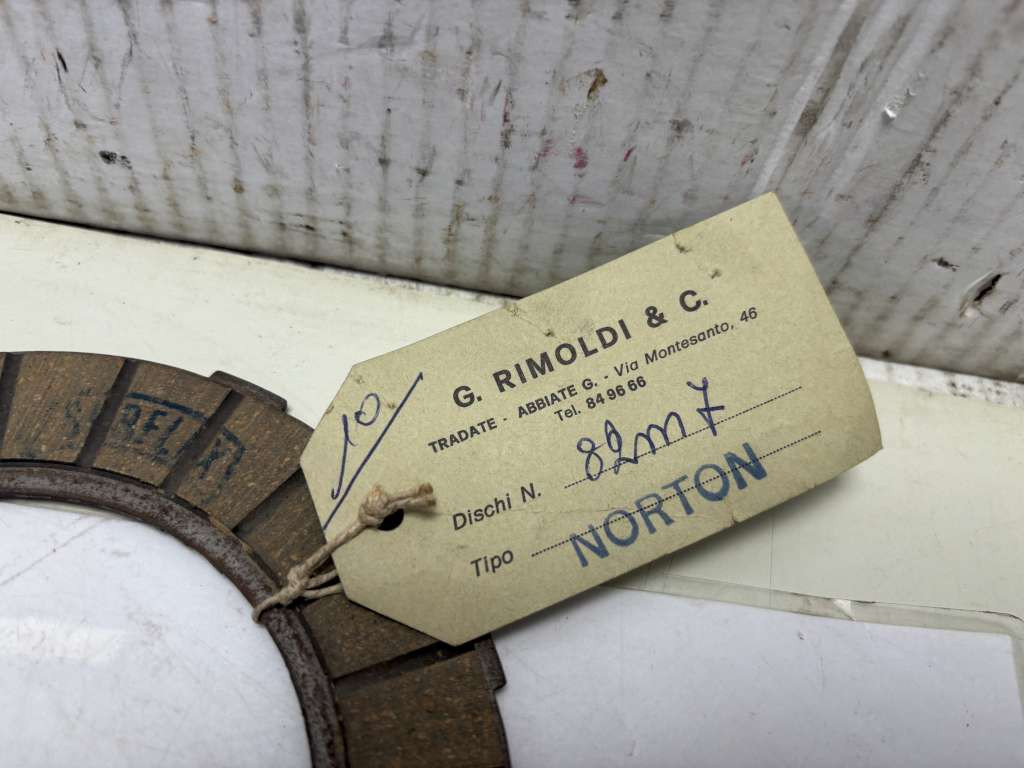 10
G. RIMOLDI & C.
TRADATE - ABBIATE G. - Via Montesanto, 46
Tel. 84 96 66
Dischi N. 82m7
Tipo NORTON